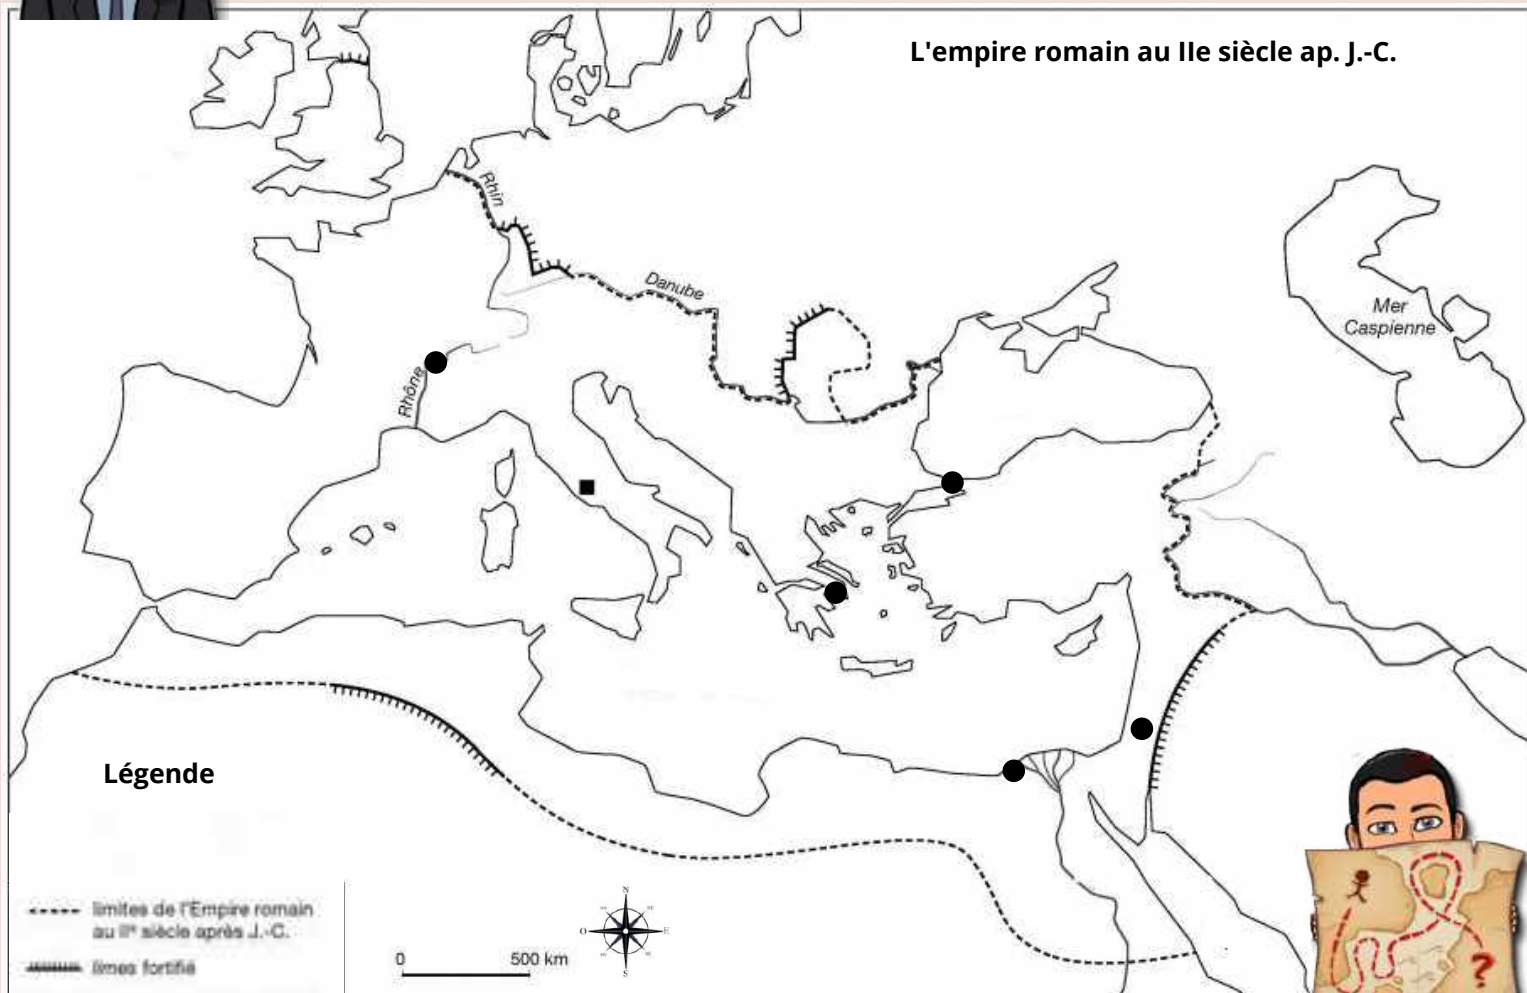 L'empire romain au IIe siècle ap. J.-C.
Rhin
Danube
Mer
Caspienne
Rhône
Légende
limites de l'Empire romain
au IIe siècle après J.-C.
limes fortifié
0 500 km
N
O E
S
?